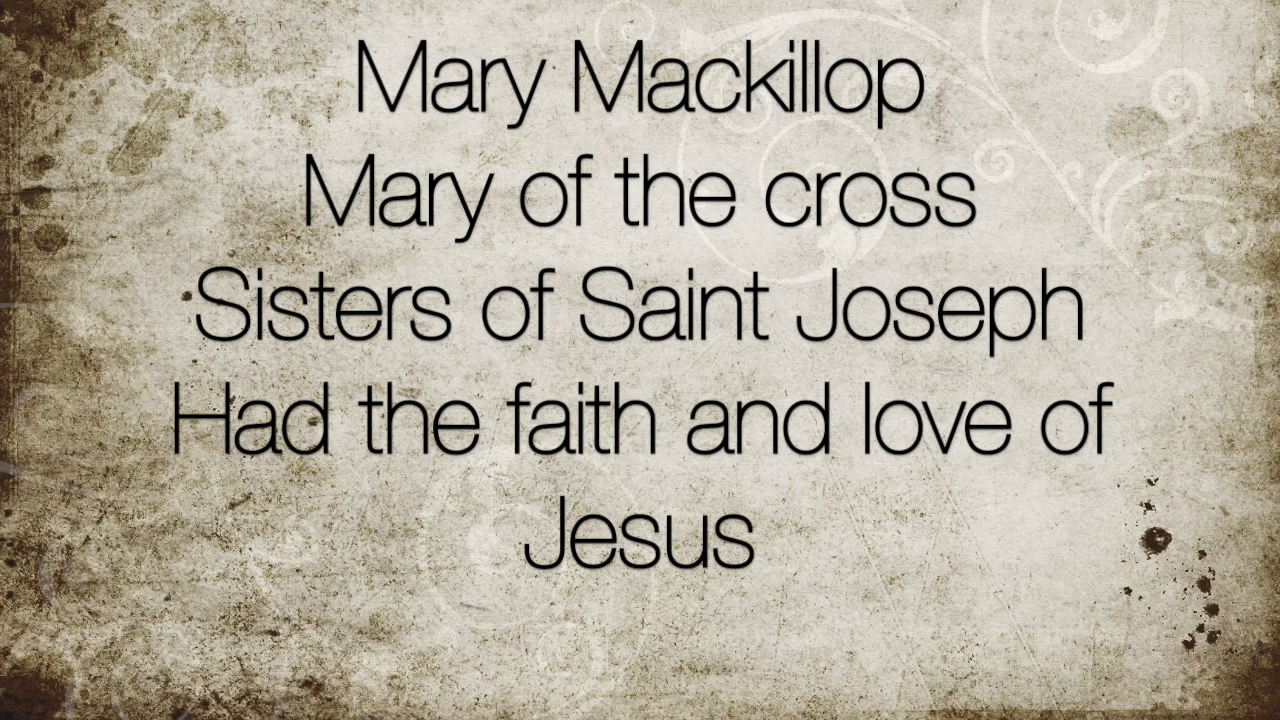 Mary Mackillop
Mary of the cross
Sisters of Saint Joseph
Had the faith and love of
Jesus